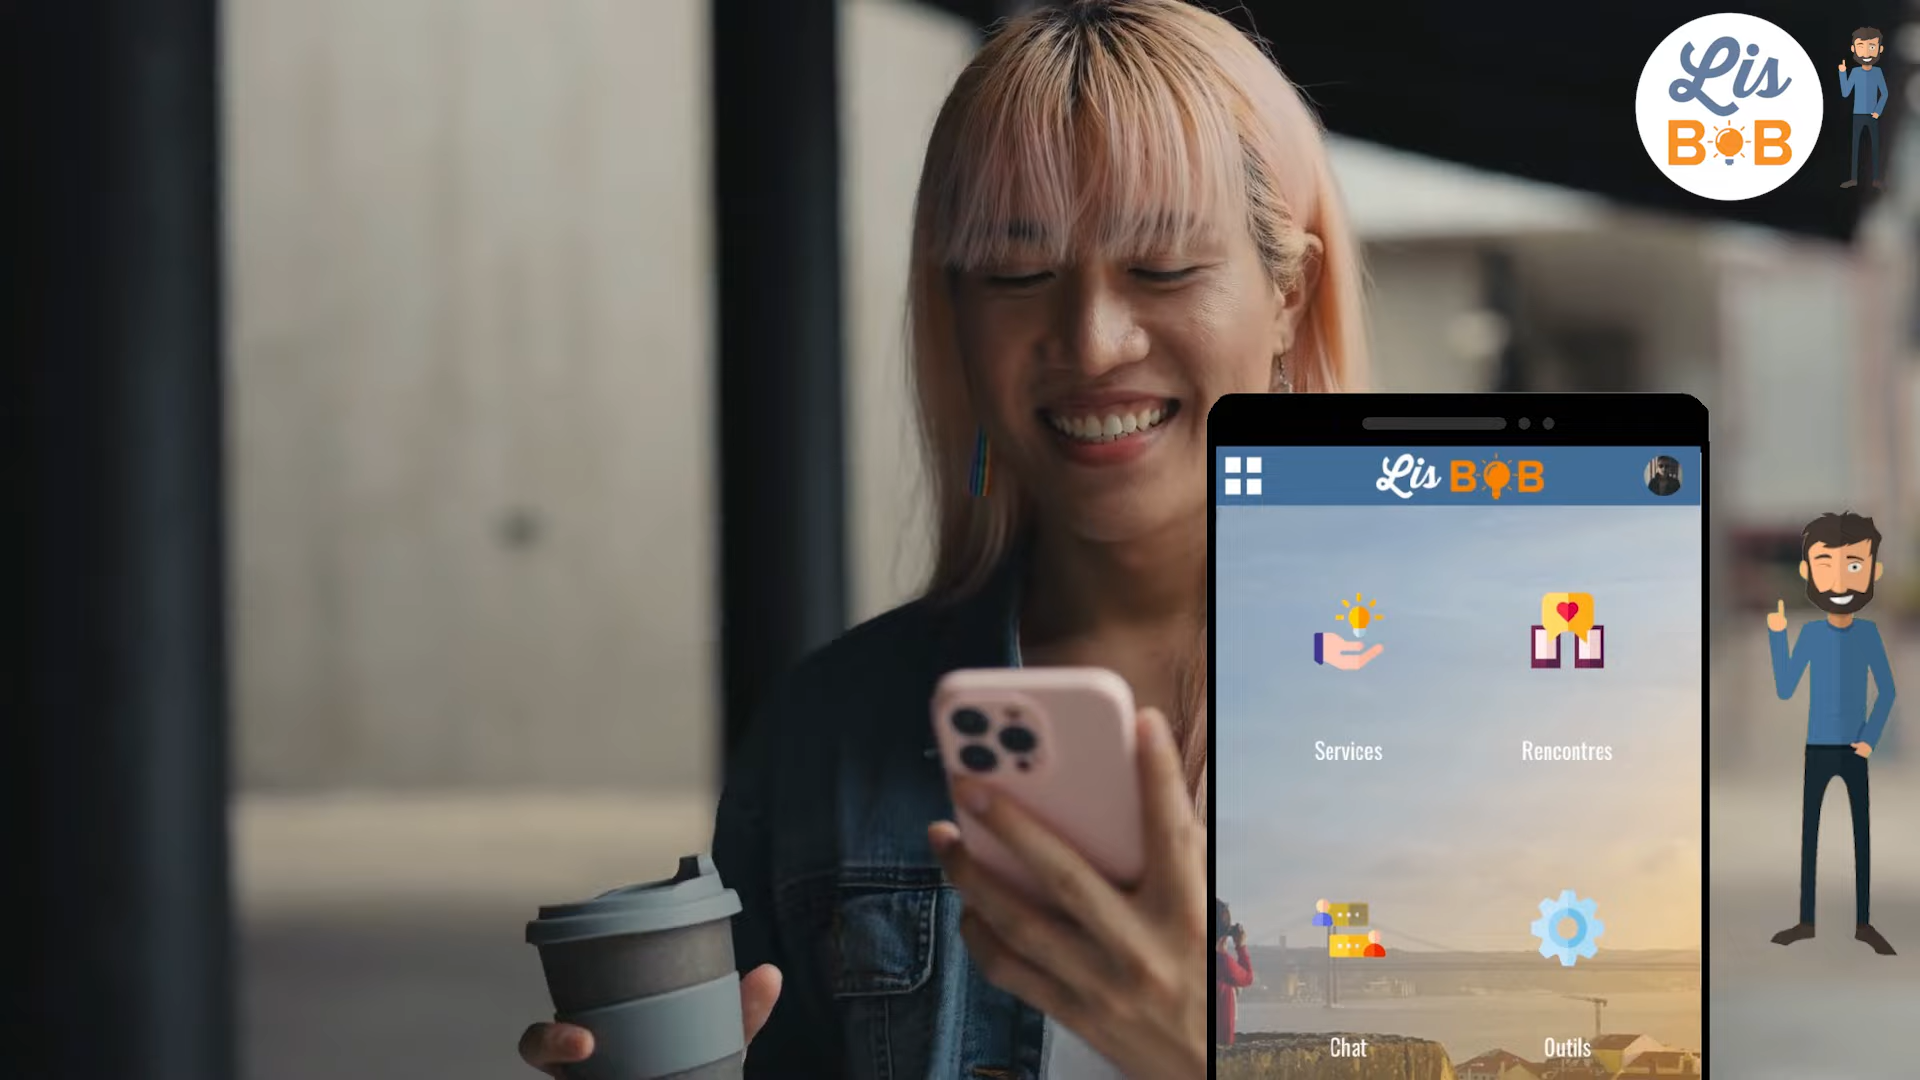 Lis
BOB
Lis BOB
Services
Rencontres
Chat
Outils